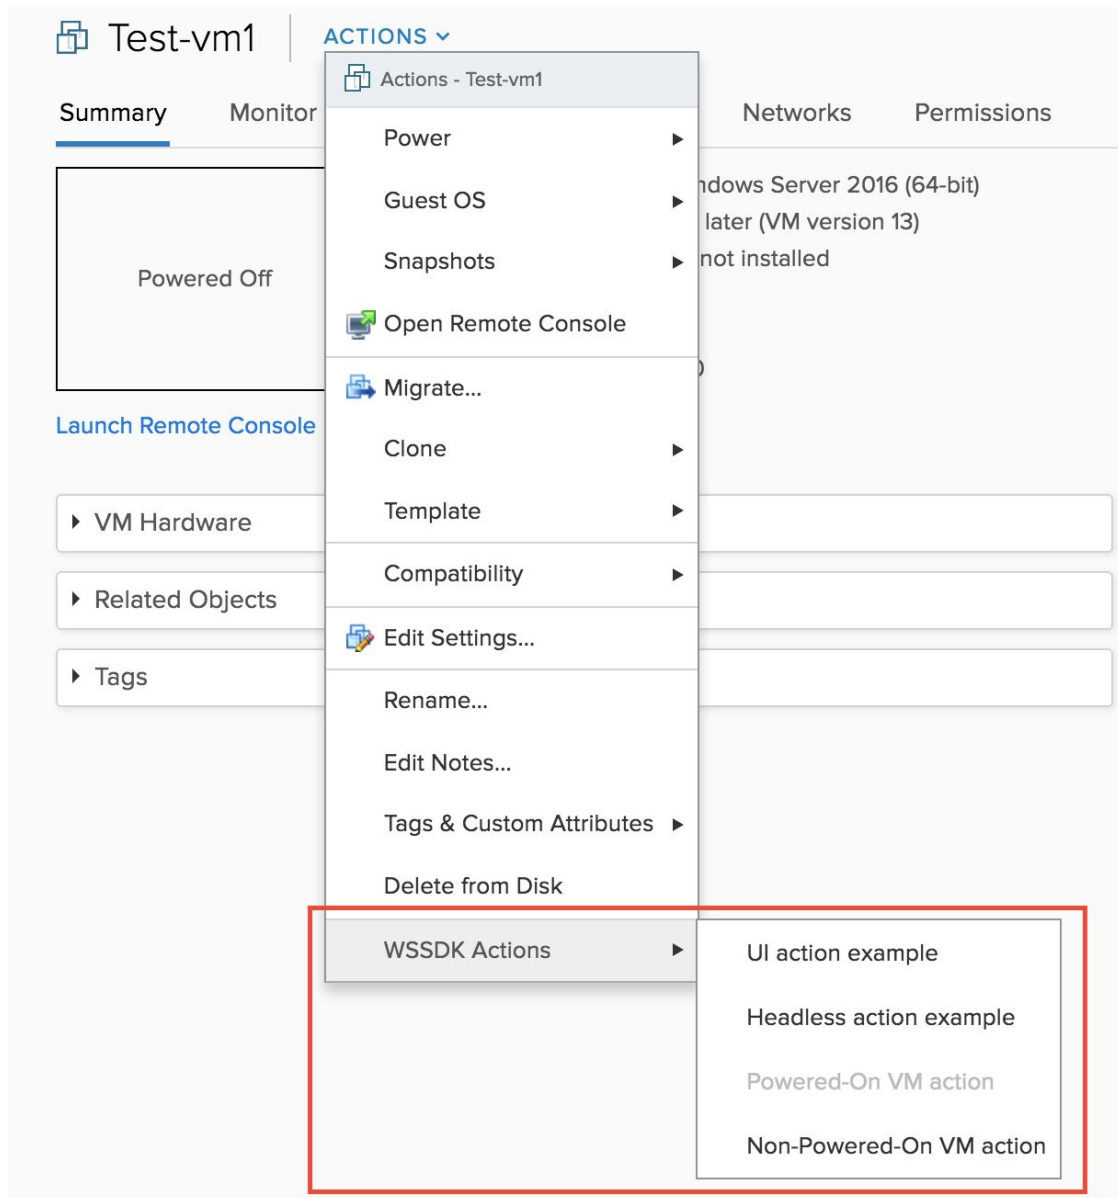 Test-vm1
ACTIONS
Actions - Test-vm1
Summary Monitor Networks Permissions
Power
Guest OS
Snapshots
Open Remote Console
Migrate...
Clone
Template
Compatibility
Edit Settings...
Rename...
Edit Notes...
Tags & Custom Attributes
Delete from Disk
WSSDK Actions
UI action example
Headless action example
Powered-On VM action
Non-Powered-On VM action
Powered Off
Launch Remote Console
Server 2016 (64-bit)
later (VM version 13)
not installed
VM Hardware
Related Objects
Tags